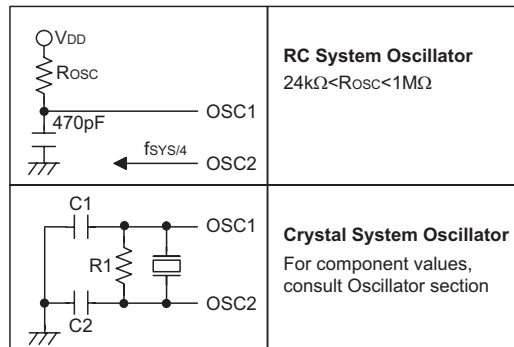 VDD
ROSC
470pF
OSC1
fSYS/4
OSC2
RC System Oscillator
24kΩ<ROSC<1MΩ
C1
OSC1
R1
OSC2
C2
Crystal System Oscillator
For component values,
consult Oscillator section